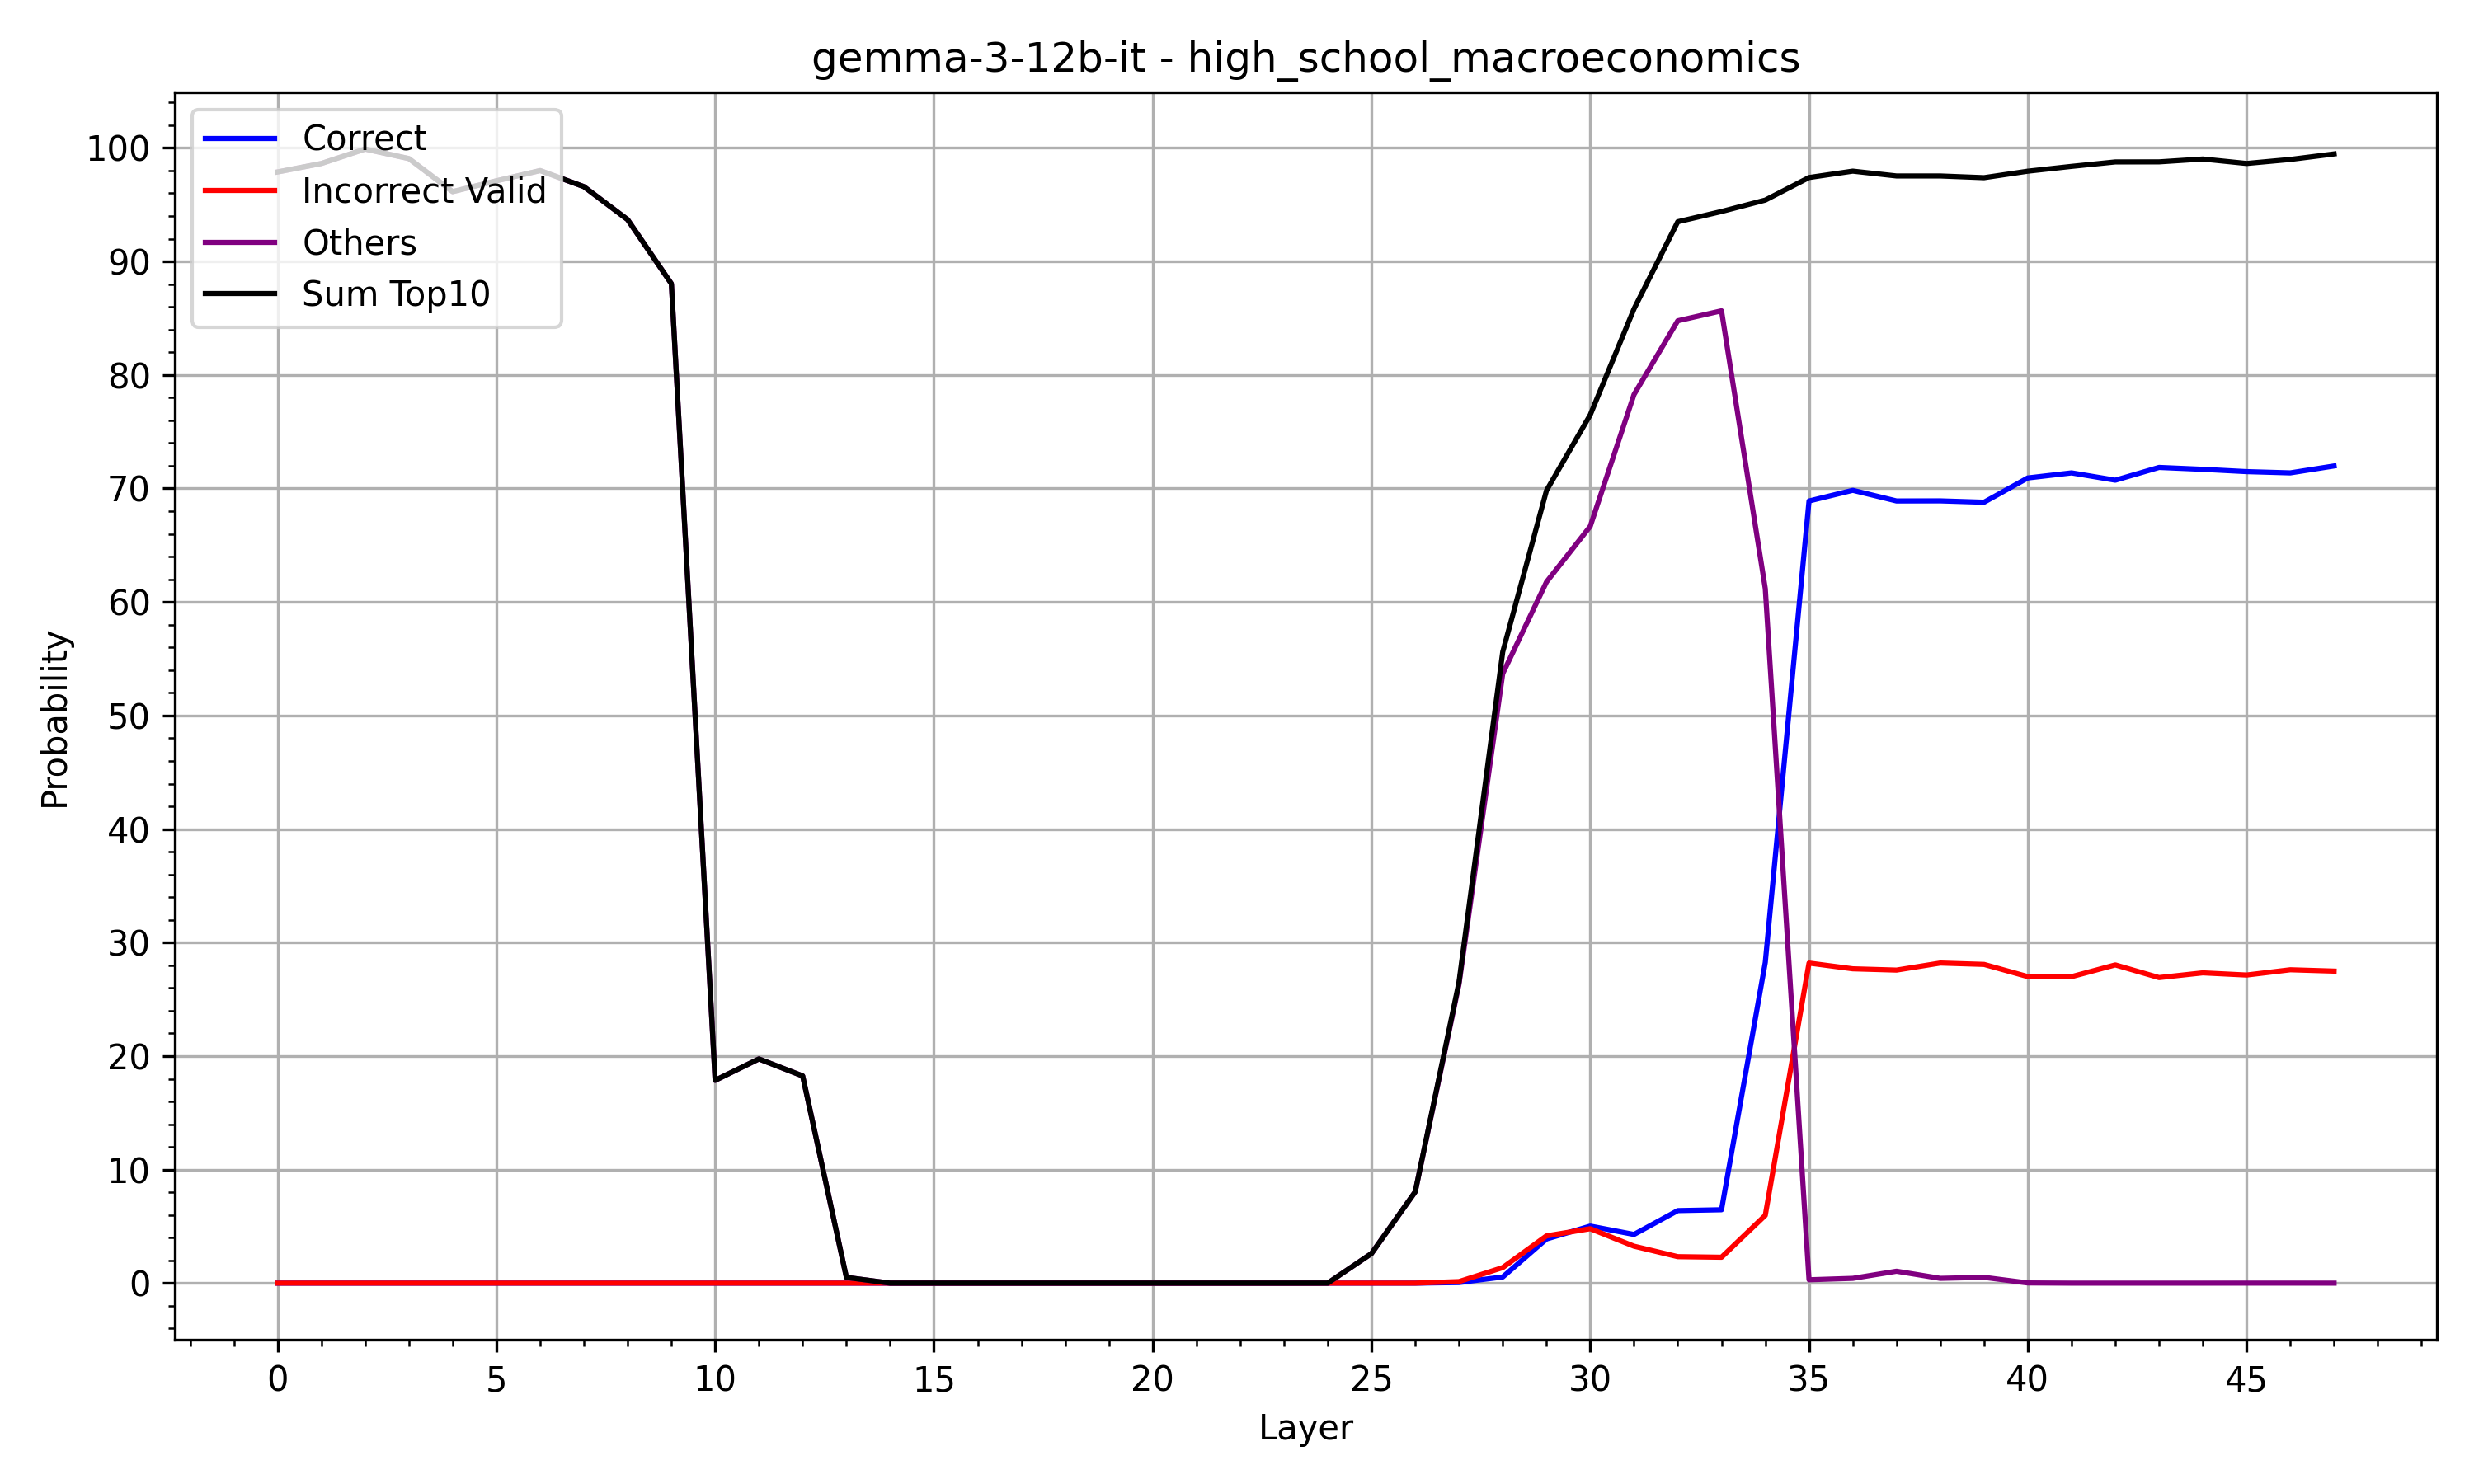 gemma-3-12b-it - high_school_macroeconomics
Correct
Incorrect Valid
Others
Sum Top10
100
90
80
70
60
50
40
30
20
10
0
Probability
0 5 10 15 20 25 30 35 40 45
Layer